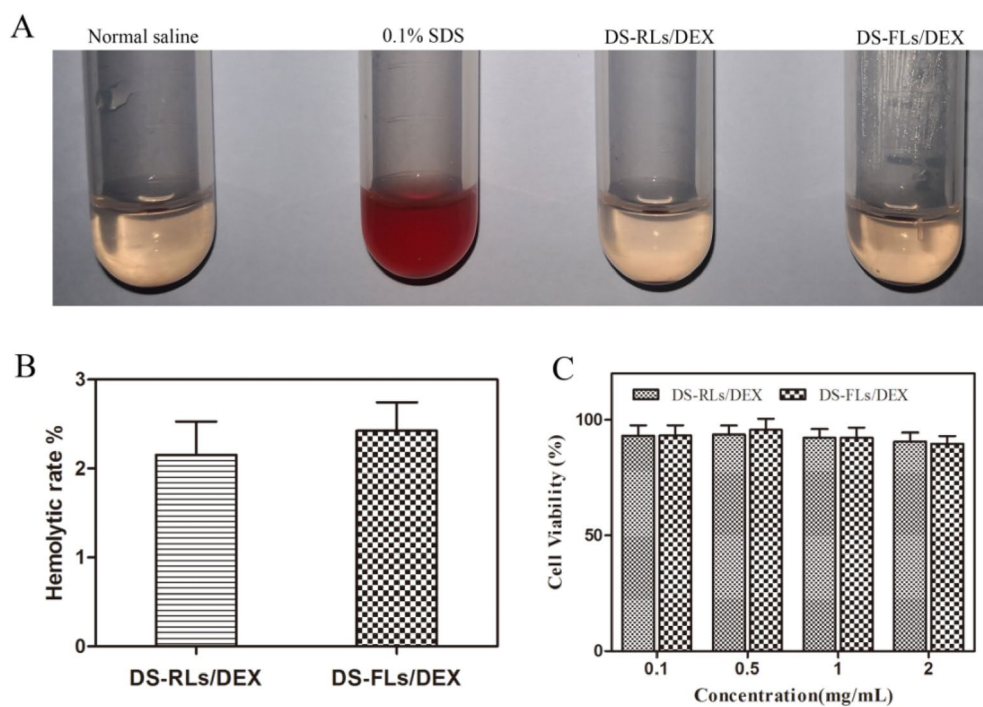 A
Normal saline
0.1% SDS
DS-RLs/DEX
DS-FLs/DEX
B
Hemolytic rate %
3
2
1
0
DS-RLs/DEX
DS-FLs/DEX
C
DS-RLs/DEX
DS-FLs/DEX
Cell Viability (%)
100
50
0
0.1
0.5
1
2
Concentration(mg/mL)